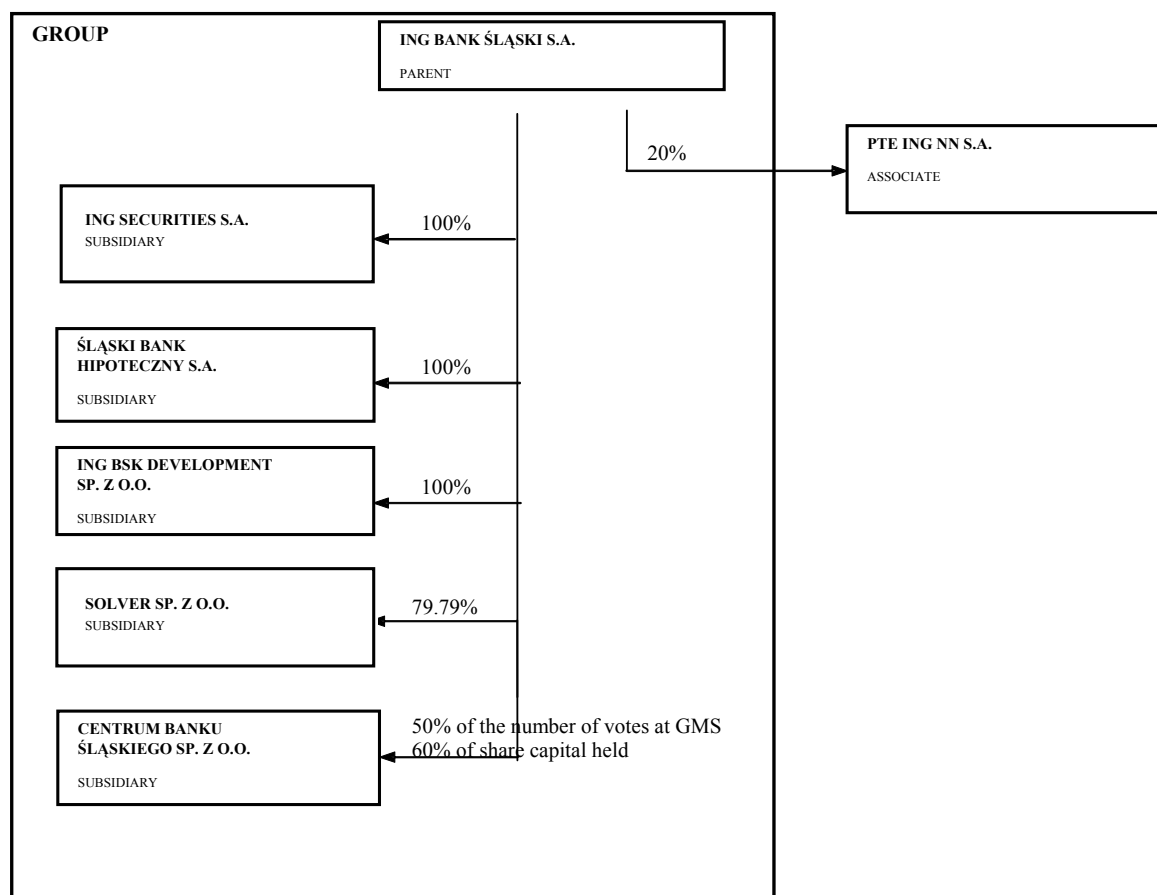 GROUP
ING BANK ŚLĄSKI S.A.
PARENT
20%
PTE ING NN S.A.
ASSOCIATE
ING SECURITIES S.A.
SUBSIDIARY
100%
ŚLĄSKI BANK
HIPOTECZNY S.A.
SUBSIDIARY
100%
ING BSK DEVELOPMENT
SP. Z O.O.
SUBSIDIARY
100%
SOLVER SP. Z O.O.
SUBSIDIARY
79.79%
CENTRUM BANKU
ŚLĄSKIEGO SP. Z O.O.
SUBSIDIARY
50% of the number of votes at GMS
60% of share capital held